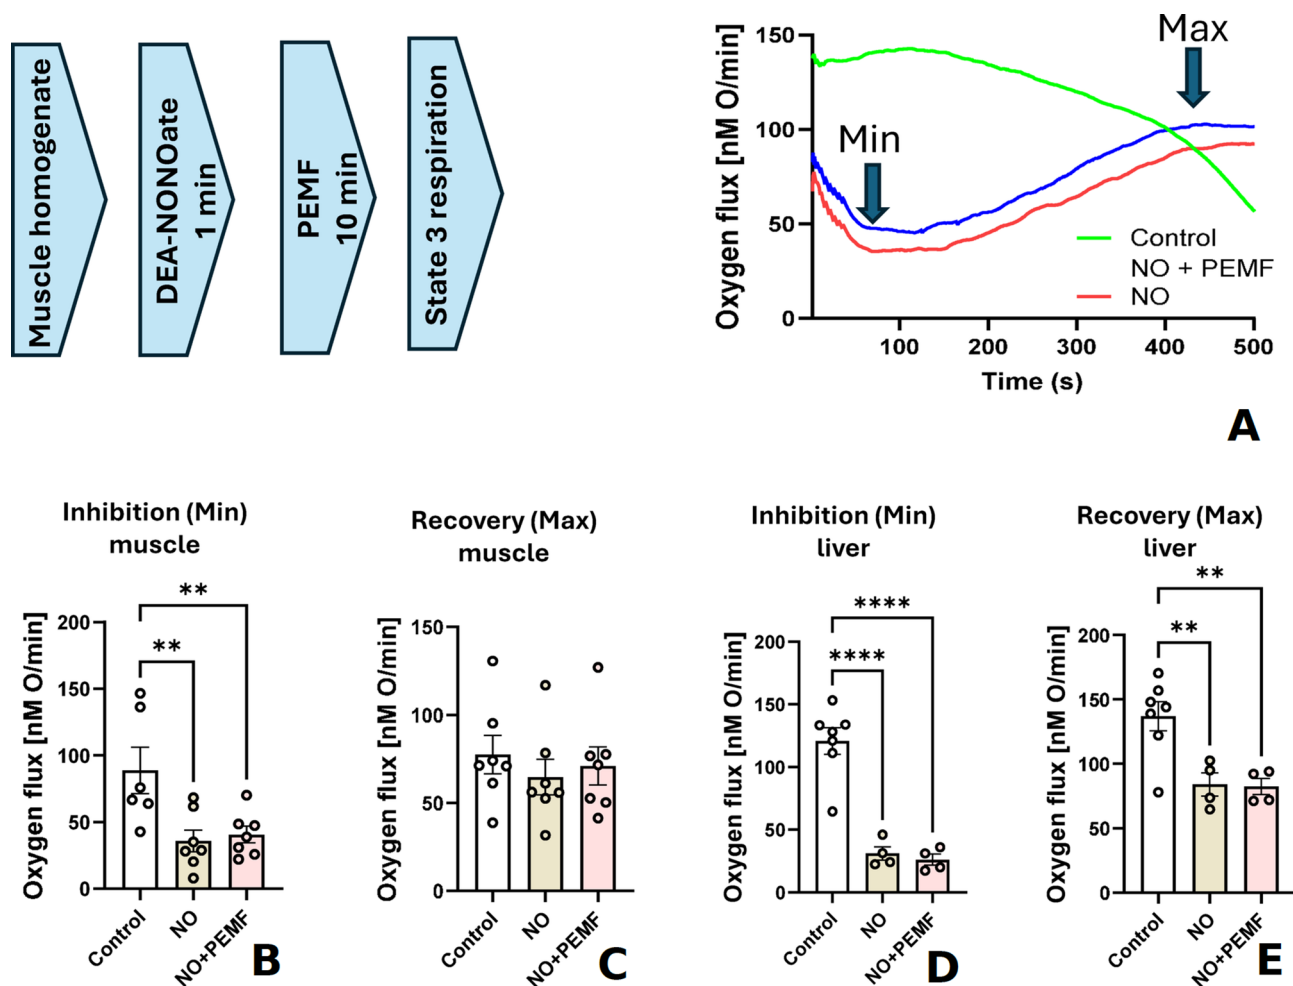 Muscle homogenate
DEA-NONOate
1 min
PEMF
10 min
State 3 respiration
Oxygen flux [nM O/min]
150
100
50
0
Min
Max
Control
NO + PEMF
NO
100 200 300 400 500
Time (s)
A
Inhibition (Min)
muscle
Oxygen flux [nM O/min]
200
150
100
50
0
**
**
Control
NO
NO+PEMF
B
Recovery (Max)
muscle
Oxygen flux [nM O/min]
150
100
50
0
Control
NO
NO+PEMF
C
Inhibition (Min)
liver
Oxygen flux [nM O/min]
200
150
100
50
0
****
****
Control
NO
NO+PEMF
D
Recovery (Max)
liver
Oxygen flux [nM O/min]
200
150
100
50
0
**
**
Control
NO
NO+PEMF
E